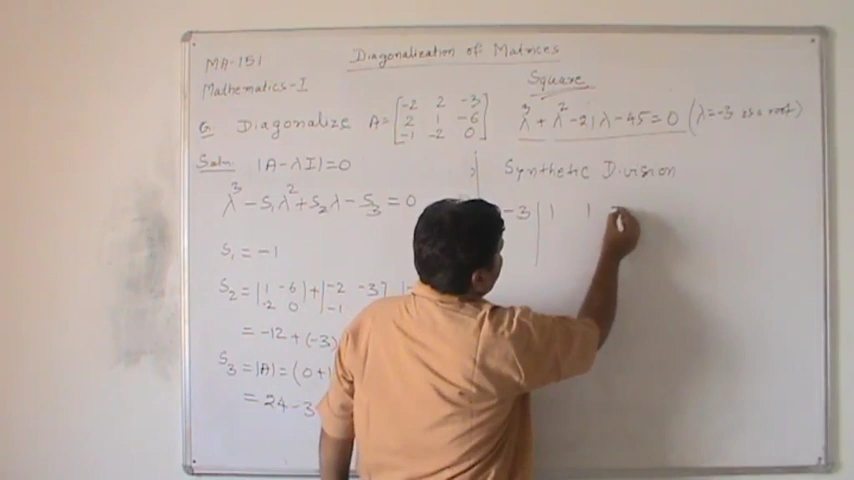 MA-151
Mathematics-I
Diagonalization of Matrices
Square
Q. Diagonalize A = [-2 2 -3
2 1 -6
-1 -2 0]
Soln: |A-λI|=0
λ³ - S₁λ² + S₂λ - S₃ = 0
S₁ = -1
S₂ = |1 -6| + |-2 -3|
-2 0 -1
= -12 + (-3)
S₃ = |A| = (0+
= 24 - 3
λ³ + λ² - 21λ - 45 = 0 (λ=-3 is a root)
Synthetic Division
-3 | 1 1